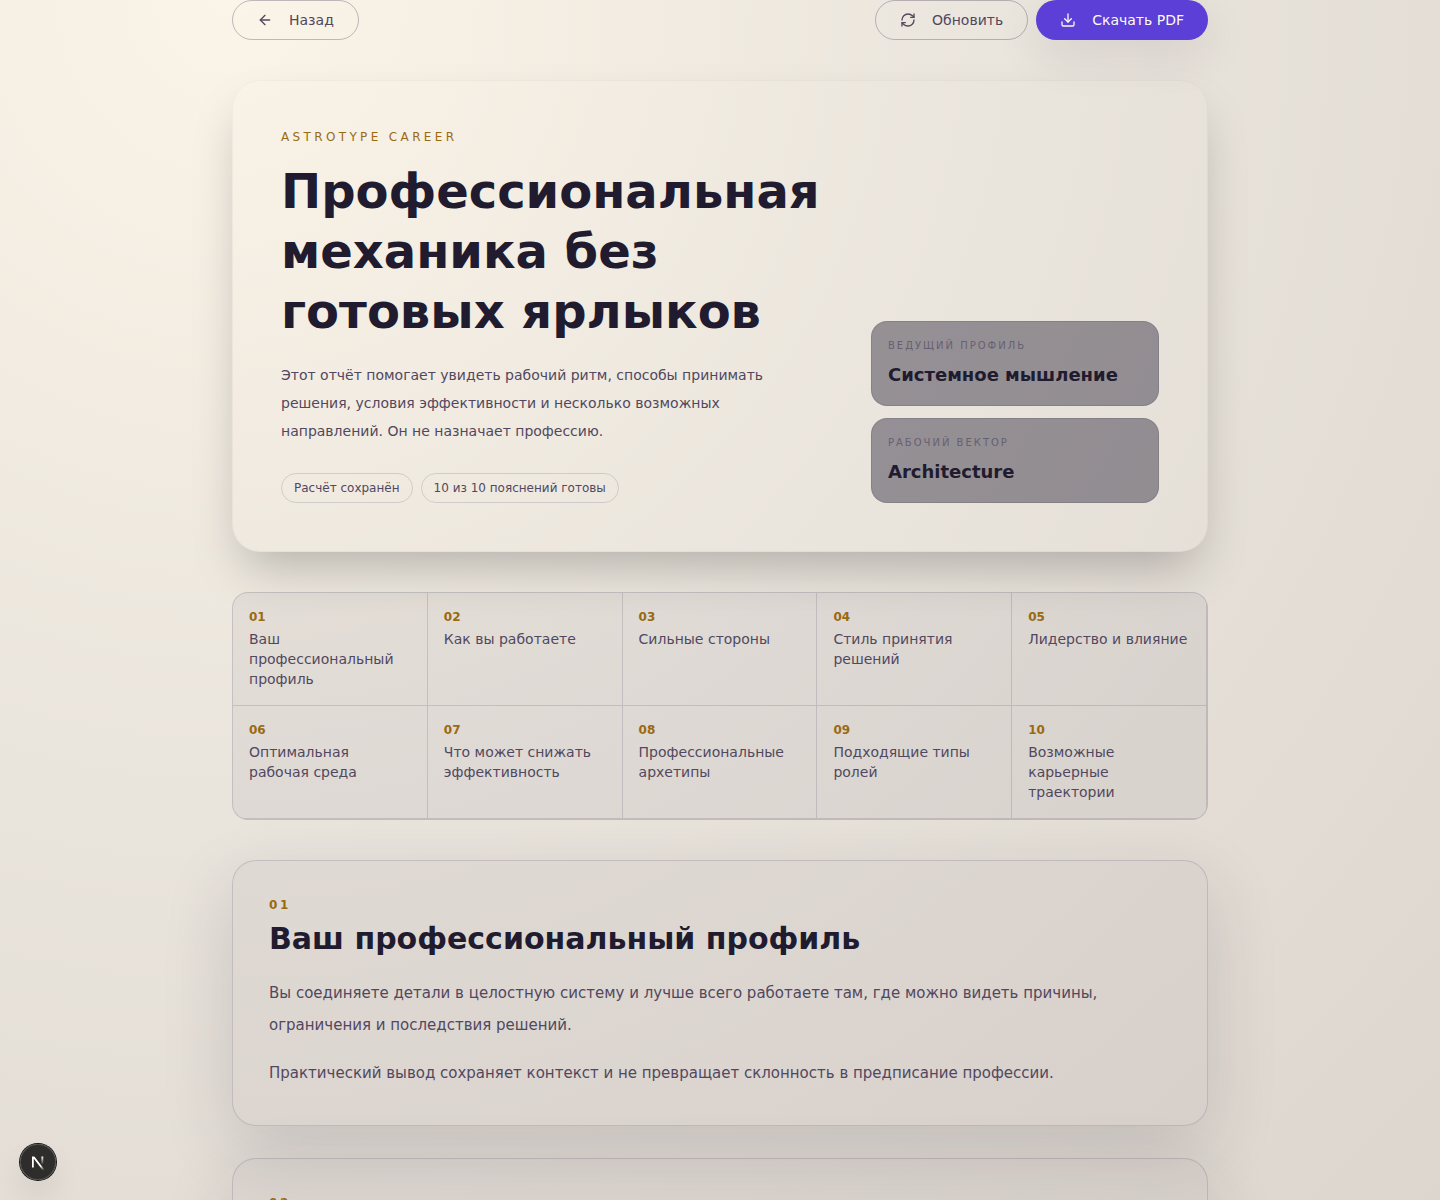 Назад
Обновить
Скачать PDF
ASTROTYPE CAREER
Профессиональная
механика без
готовых ярлыков
Этот отчёт помогает увидеть рабочий ритм, способы принимать
решения, условия эффективности и несколько возможных
направлений. Он не назначает профессию.
Расчёт сохранён
10 из 10 пояснений готовы
ВЕДУЩИЙ ПРОФИЛЬ
Системное мышление
РАБОЧИЙ ВЕКТОР
Architecture
01
Ваш
профессиональный
профиль
02
Как вы работаете
03
Сильные стороны
04
Стиль принятия
решений
05
Лидерство и влияние
06
Оптимальная
рабочая среда
07
Что может снижать
эффективность
08
Профессиональные
архетипы
09
Подходящие типы
ролей
10
Возможные
карьерные
траектории
01
Ваш профессиональный профиль
Вы соединяете детали в целостную систему и лучше всего работаете там, где можно видеть причины,
ограничения и последствия решений.
Практический вывод сохраняет контекст и не превращает склонность в предписание профессии.